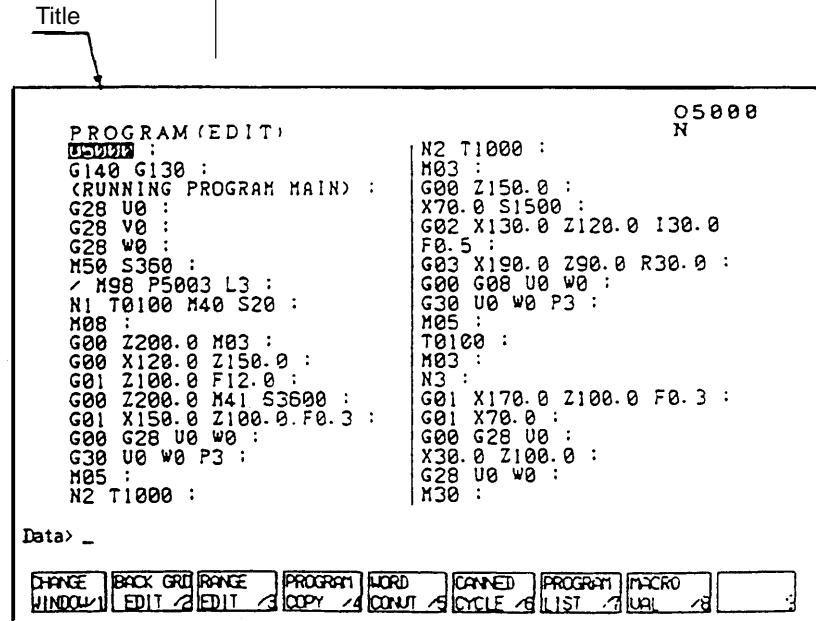 Title
O5000
PROGRAM(EDIT)
N
O5000 :
G140 G130 :
(RUNNING PROGRAM MAIN) :
G28 U0 :
G28 V0 :
G28 W0 :
M50 S360 :
/ M98 P5003 L3 :
N1 T0100 M40 S20 :
M08 :
G00 Z200.0 M03 :
G00 X120.0 Z150.0 :
G01 Z100.0 F12.0 :
G00 Z200.0 M41 S3600 :
G01 X150.0 Z100.0.F0.3 :
G00 G28 U0 W0 :
G30 U0 W0 P3 :
M05 :
N2 T1000 :
N2 T1000 :
M03 :
G00 Z150.0 :
X70.0 S1500 :
G02 X130.0 Z120.0 I30.0
F0.5 :
G03 X190.0 Z90.0 R30.0 :
G00 G08 U0 W0 :
G30 U0 W0 P3 :
M05 :
T0100 :
M03 :
N3 :
G01 X170.0 Z100.0 F0.3 :
G01 X70.0 :
G00 G28 U0 :
X30.0 Z100.0 :
G28 U0 W0 :
M30 :
Data> _
CHANGE WINDOW/1
BACK GRD EDIT /2
RANGE EDIT /3
PROGRAM COPY /4
WORD CONUT /5
CANNED CYCLE /6
PROGRAM LIST /7
MACRO VAL /8